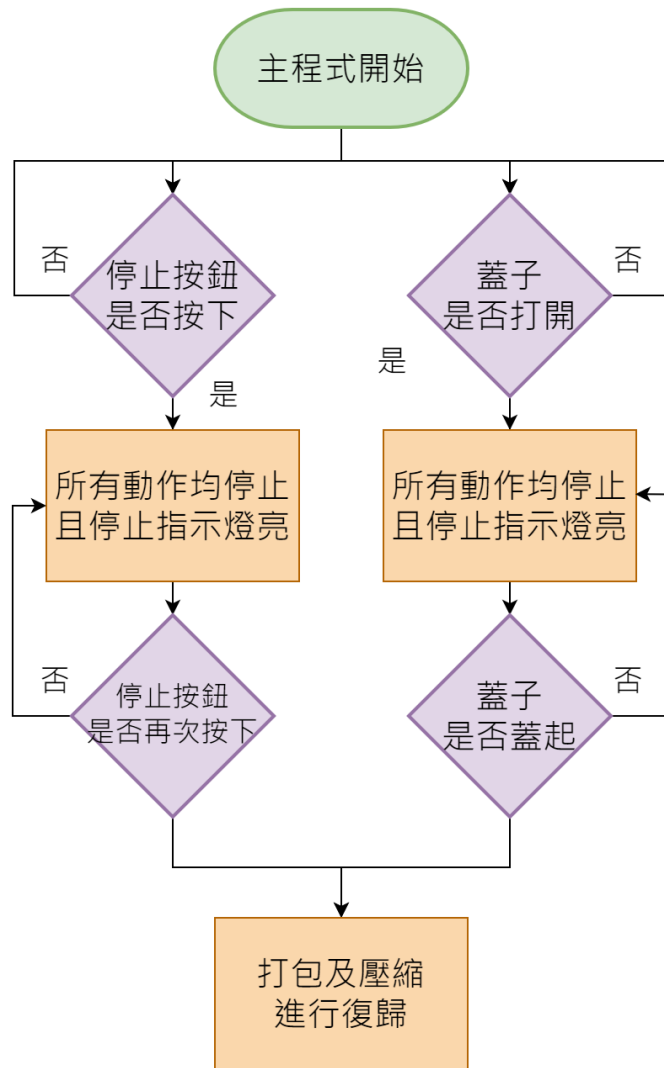 主程式開始
否
停止按鈕
是否按下
是
蓋子
是否打開
否
是
所有動作均停止
且停止指示燈亮
所有動作均停止
且停止指示燈亮
否
停止按鈕
是否再次按下
蓋子
是否蓋起
否
打包及壓縮
進行復歸